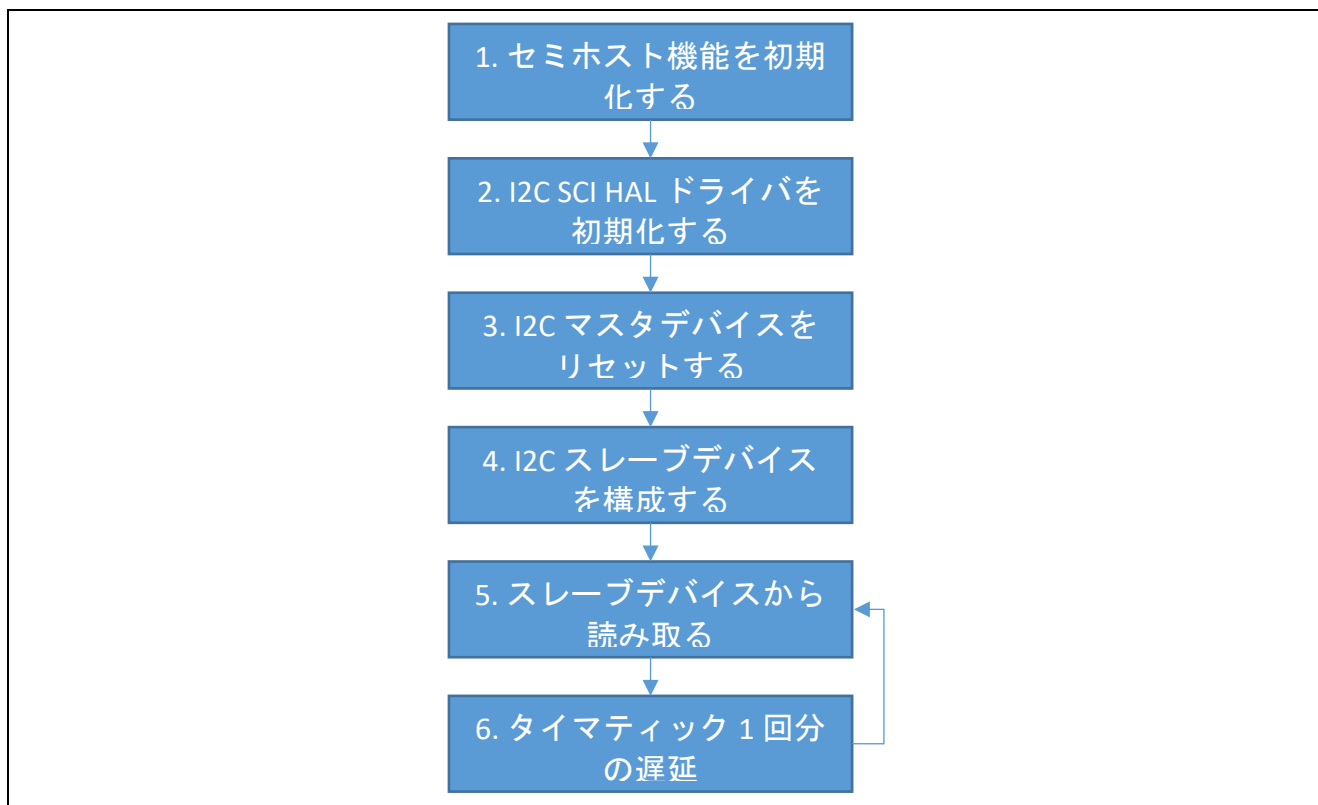 1. セミホスト機能を初期
化する
2. I2C SCI HAL ドライバを
初期化する
3. I2C マスタデバイスを
リセットする
4. I2C スレーブデバイス
を構成する
5. スレーブデバイスから
読み取る
6. タイマティック 1 回分
の遅延